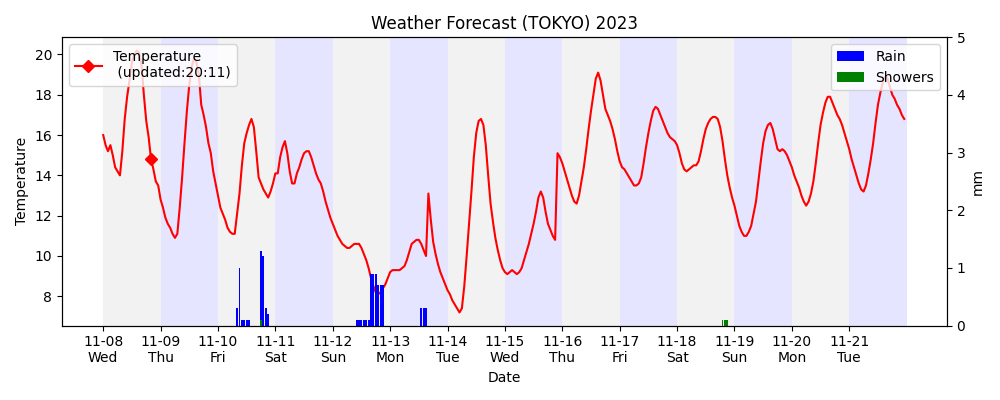 Weather Forecast (TOKYO) 2023
Temperature
(updated:20:11)
Rain
Showers
Temperature
20
18
16
14
12
10
8
5
4
3
2
1
0
mm
11-08 11-09 11-10 11-11 11-12 11-13 11-14 11-15 11-16 11-17 11-18 11-19 11-20 11-21
Wed Thu Fri Sat Sun Mon Tue Wed Thu Fri Sat Sun Mon Tue
Date